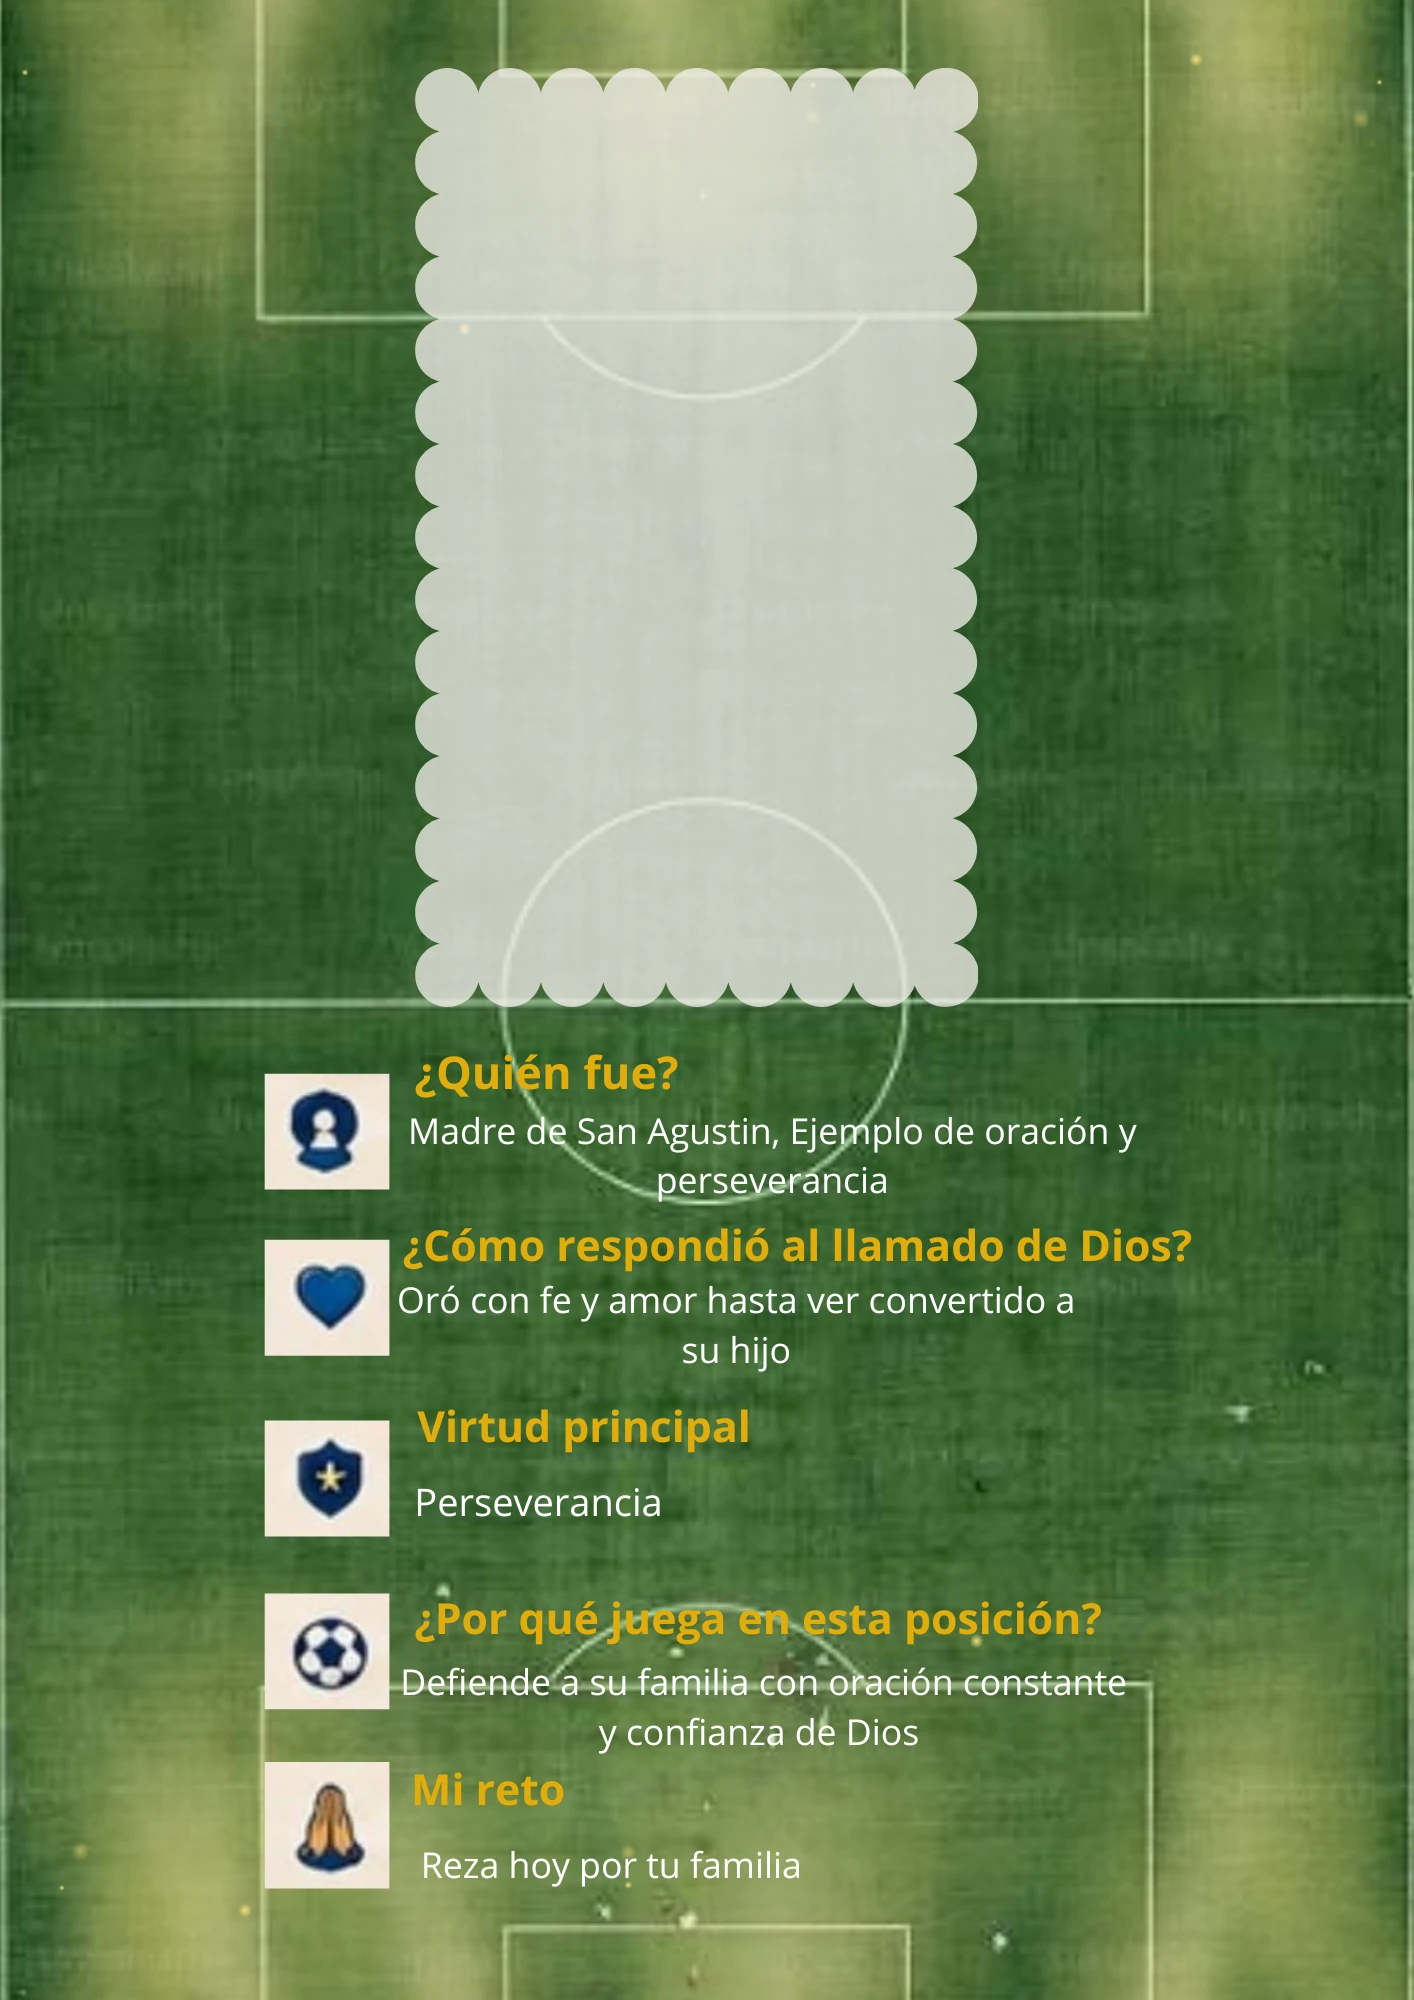 ¿Quién fue?
Madre de San Agustin, Ejemplo de oración y
perseverancia
¿Cómo respondió al llamado de Dios?
Oró con fe y amor hasta ver convertido a
su hijo
Virtud principal
Perseverancia
¿Por qué juega en esta posición?
Defiende a su familia con oración constante
y confianza de Dios
Mi reto
Reza hoy por tu familia